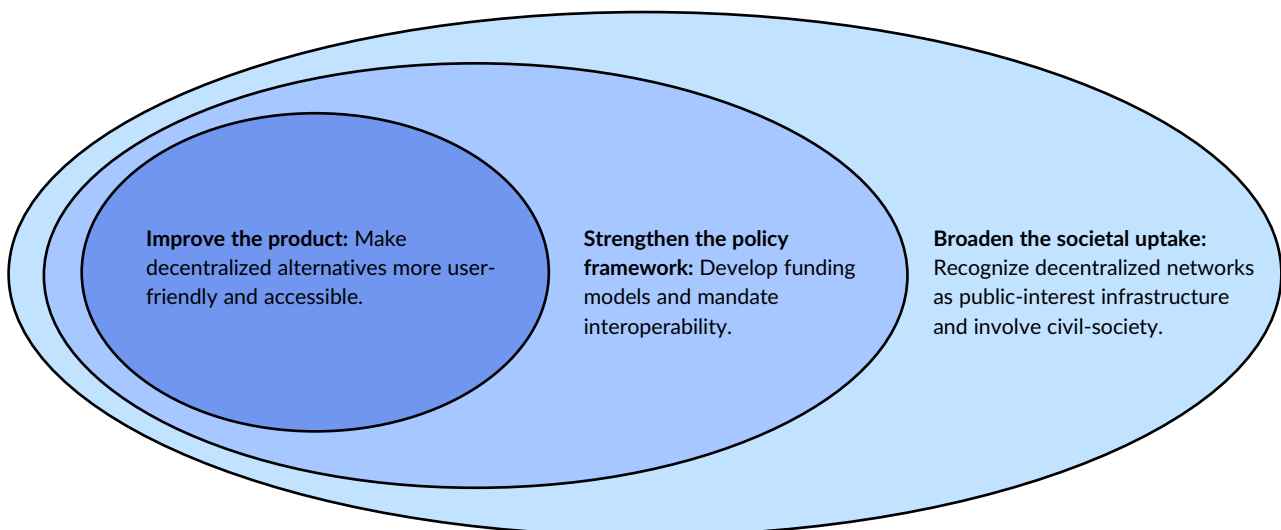 Improve the product: Make
decentralized alternatives more user-
friendly and accessible.
Strengthen the policy
framework: Develop funding
models and mandate
interoperability.
Broaden the societal uptake:
Recognize decentralized networks
as public-interest infrastructure
and involve civil-society.